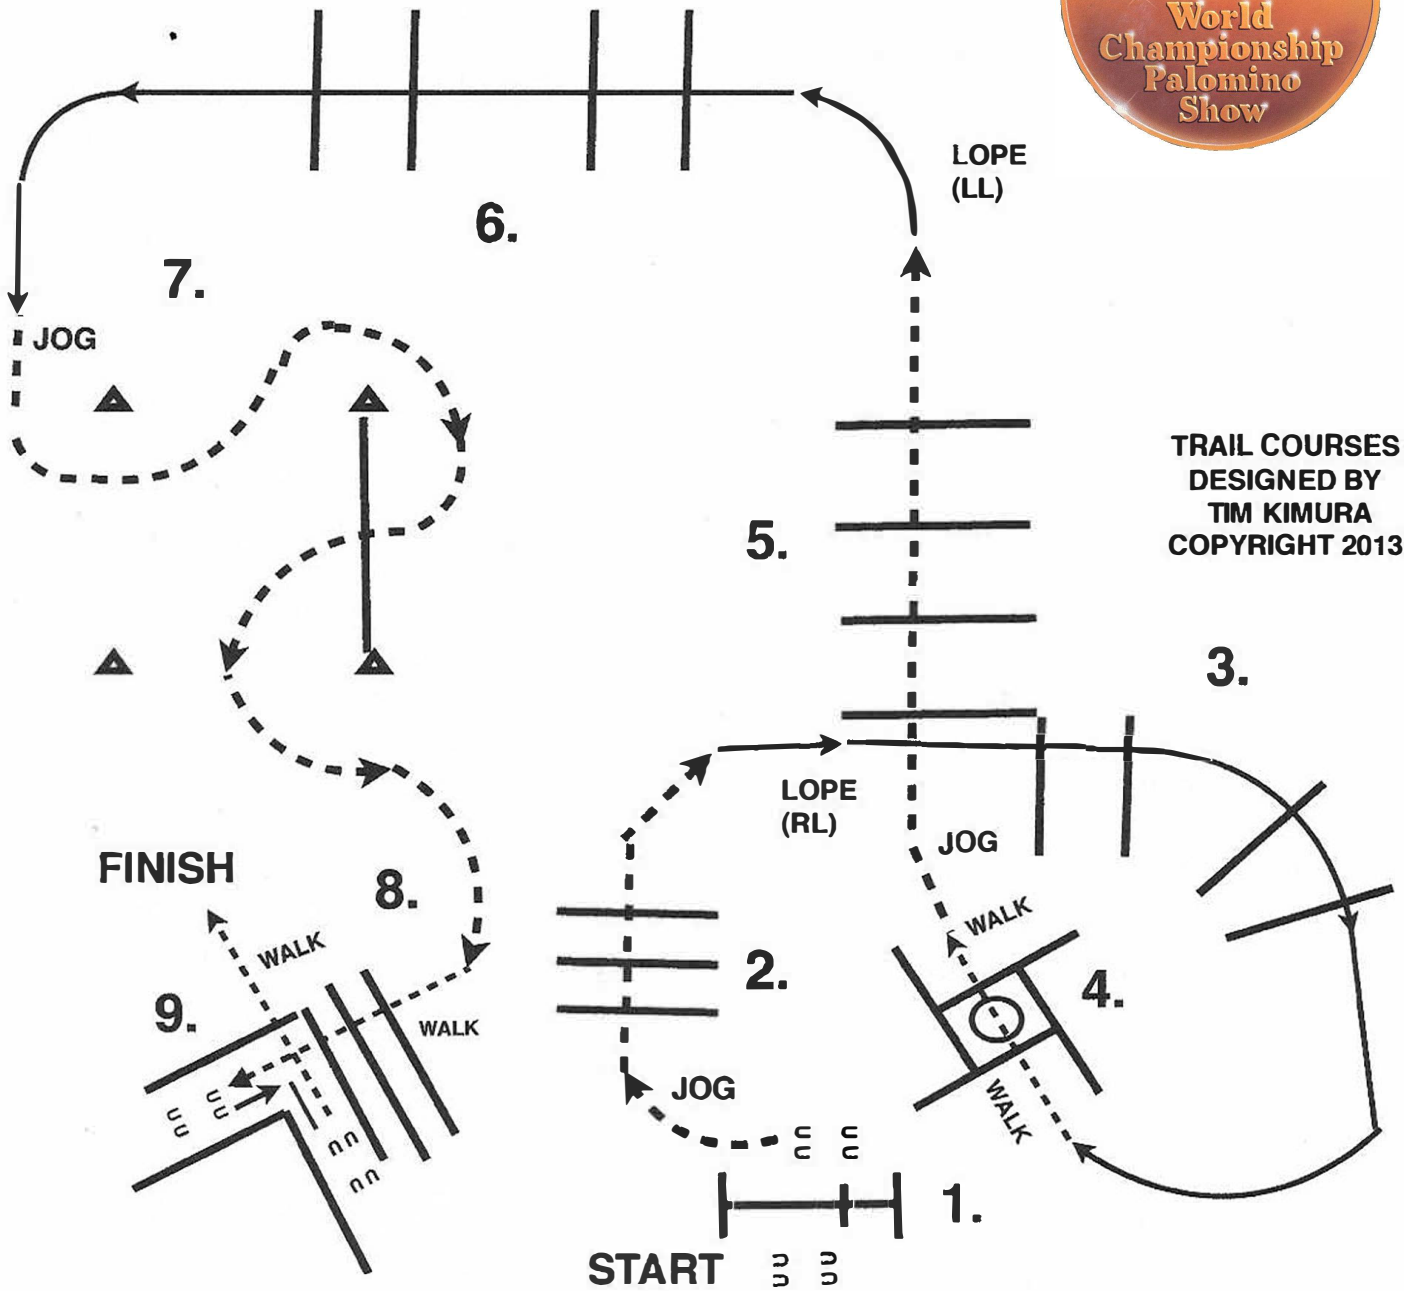 World
Championship
Palomino
Show
LOPE
(LL)
6.
7.
JOG
TRAIL COURSES
DESIGNED BY
TIM KIMURA
COPYRIGHT 2013
5.
3.
LOPE
(RL)
JOG
FINISH
8.
WALK
WALK
2.
4.
9.
WALK
WALK
JOG
1.
START